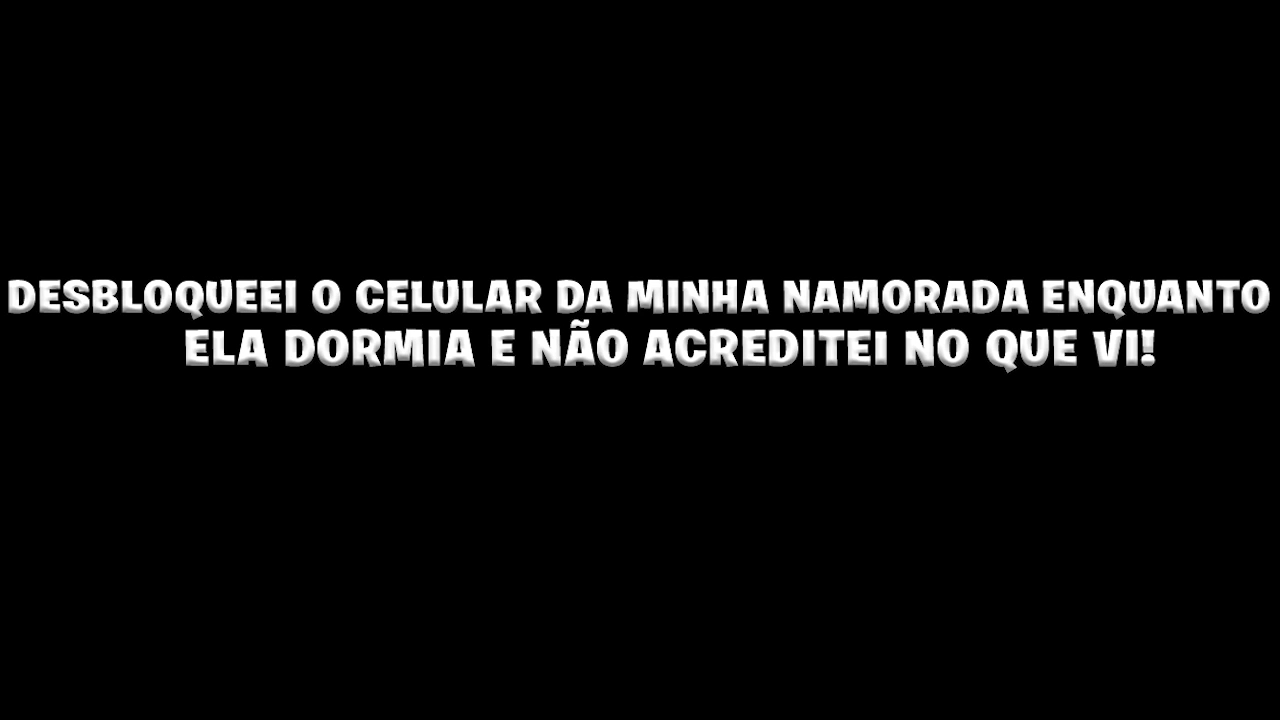 DESBLOQUEEI O CELULAR DA MINHA NAMORADA ENQUANTO
ELA DORMIA E NÃO ACREDITEI NO QUE VI!